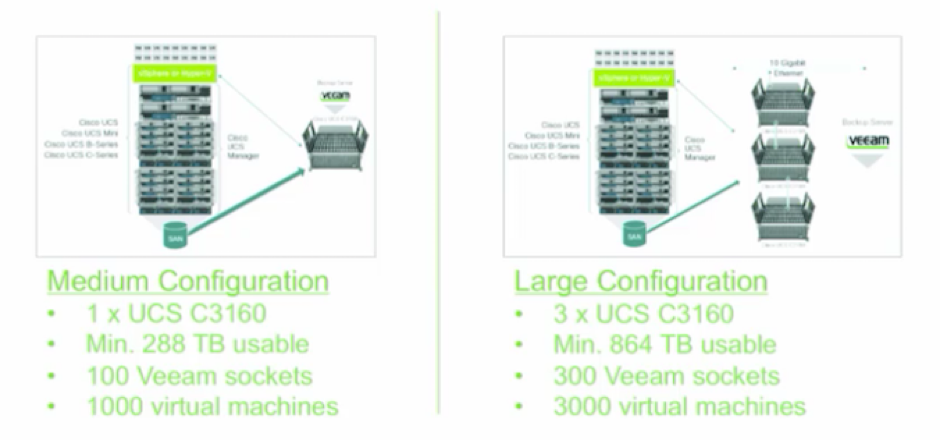 vSphere or Hyper-V
Backup Server
veeam
Cisco UCS
Cisco UCS Mini
Cisco UCS B-Series
Cisco UCS C-Series
Cisco
UCS
Manager
SAN
Medium Configuration
• 1 x UCS C3160
• Min. 288 TB usable
• 100 Veeam sockets
• 1000 virtual machines
vSphere or Hyper-V
10 Gigabit
Ethernet
Cisco UCS
Cisco UCS Mini
Cisco UCS B-Series
Cisco UCS C-Series
Cisco
UCS
Manager
Backup Server
veeam
SAN
Large Configuration
• 3 x UCS C3160
• Min. 864 TB usable
• 300 Veeam sockets
• 3000 virtual machines